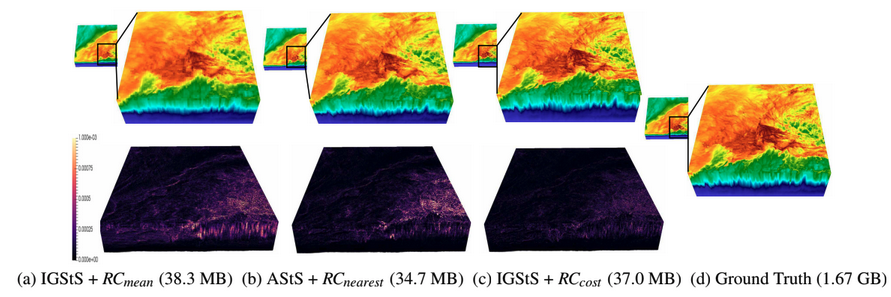 1.000e-03
0.00075
0.0005
0.00025
0.000e+00
(a) IGStS + RCmean (38.3 MB) (b) AStS + RCnearest (34.7 MB) (c) IGStS + RCcost (37.0 MB) (d) Ground Truth (1.67 GB)